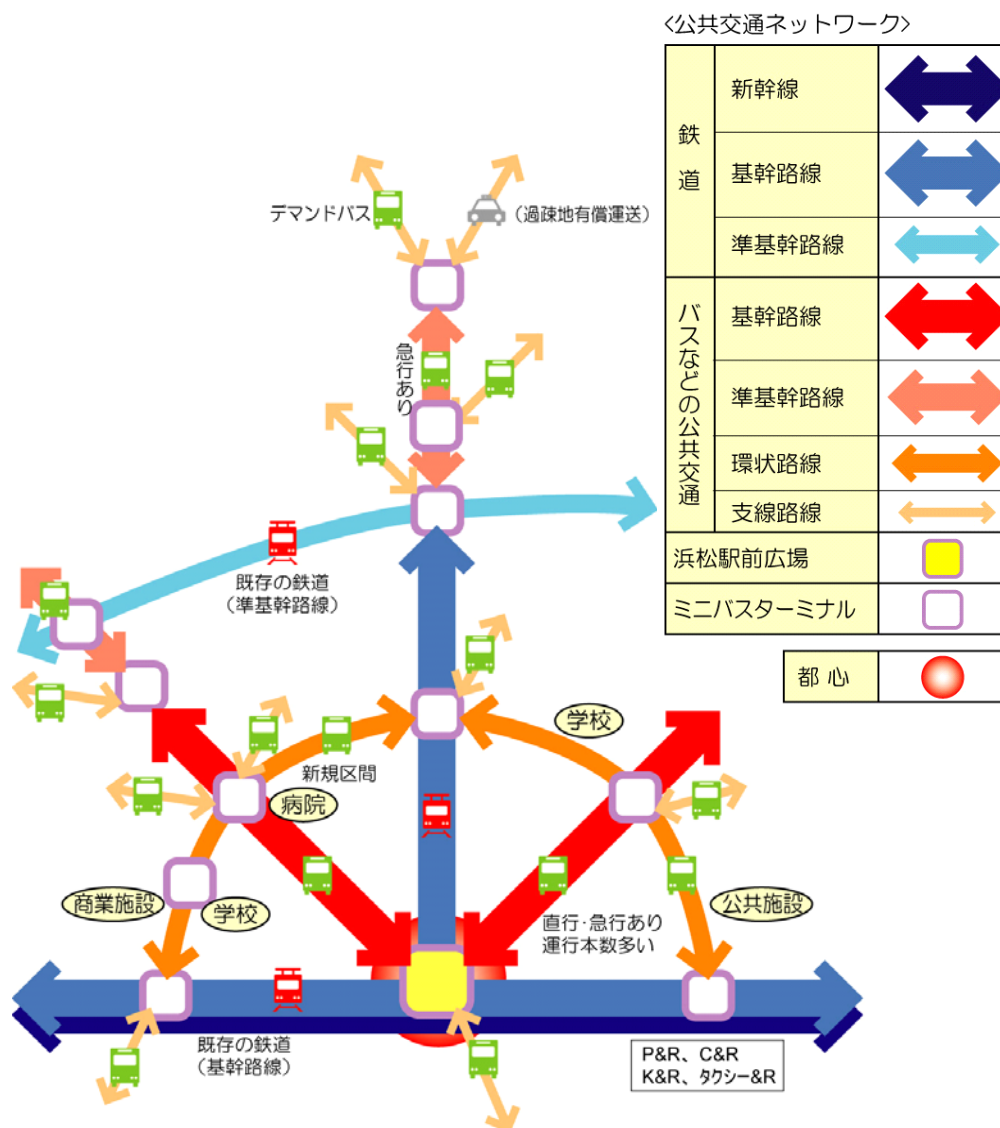 <公共交通ネットワーク>
鉄道
新幹線
基幹路線
準基幹路線
バスなどの公共交通
基幹路線
準基幹路線
環状路線
支線路線
浜松駅前広場
ミニバスターミナル
都心
デマンドバス
(過疎地有償運送)
急行あり
既存の鉄道
(準基幹路線)
学校
新規区間
病院
商業施設
学校
直行・急行あり
運行本数多い
公共施設
既存の鉄道
(基幹路線)
P&R、C&R
K&R、タクシー&R